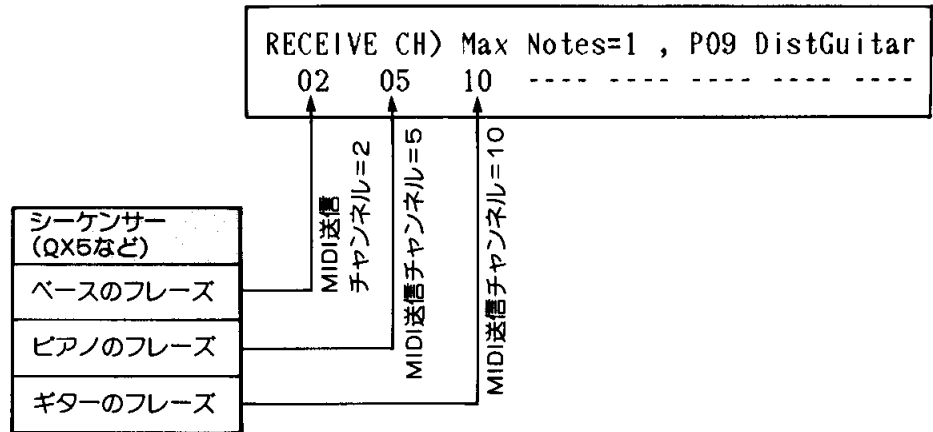 RECEIVE CH) Max Notes=1 , P09 DistGuitar
02 05 10 ---- ---- ---- ---- ----
MIDI送信
チャンネル=2
MIDI送信チャンネル=5
MIDI送信チャンネル=10
シーケンサー
(QX5など)
ベースのフレーズ
ピアノのフレーズ
ギターのフレーズ